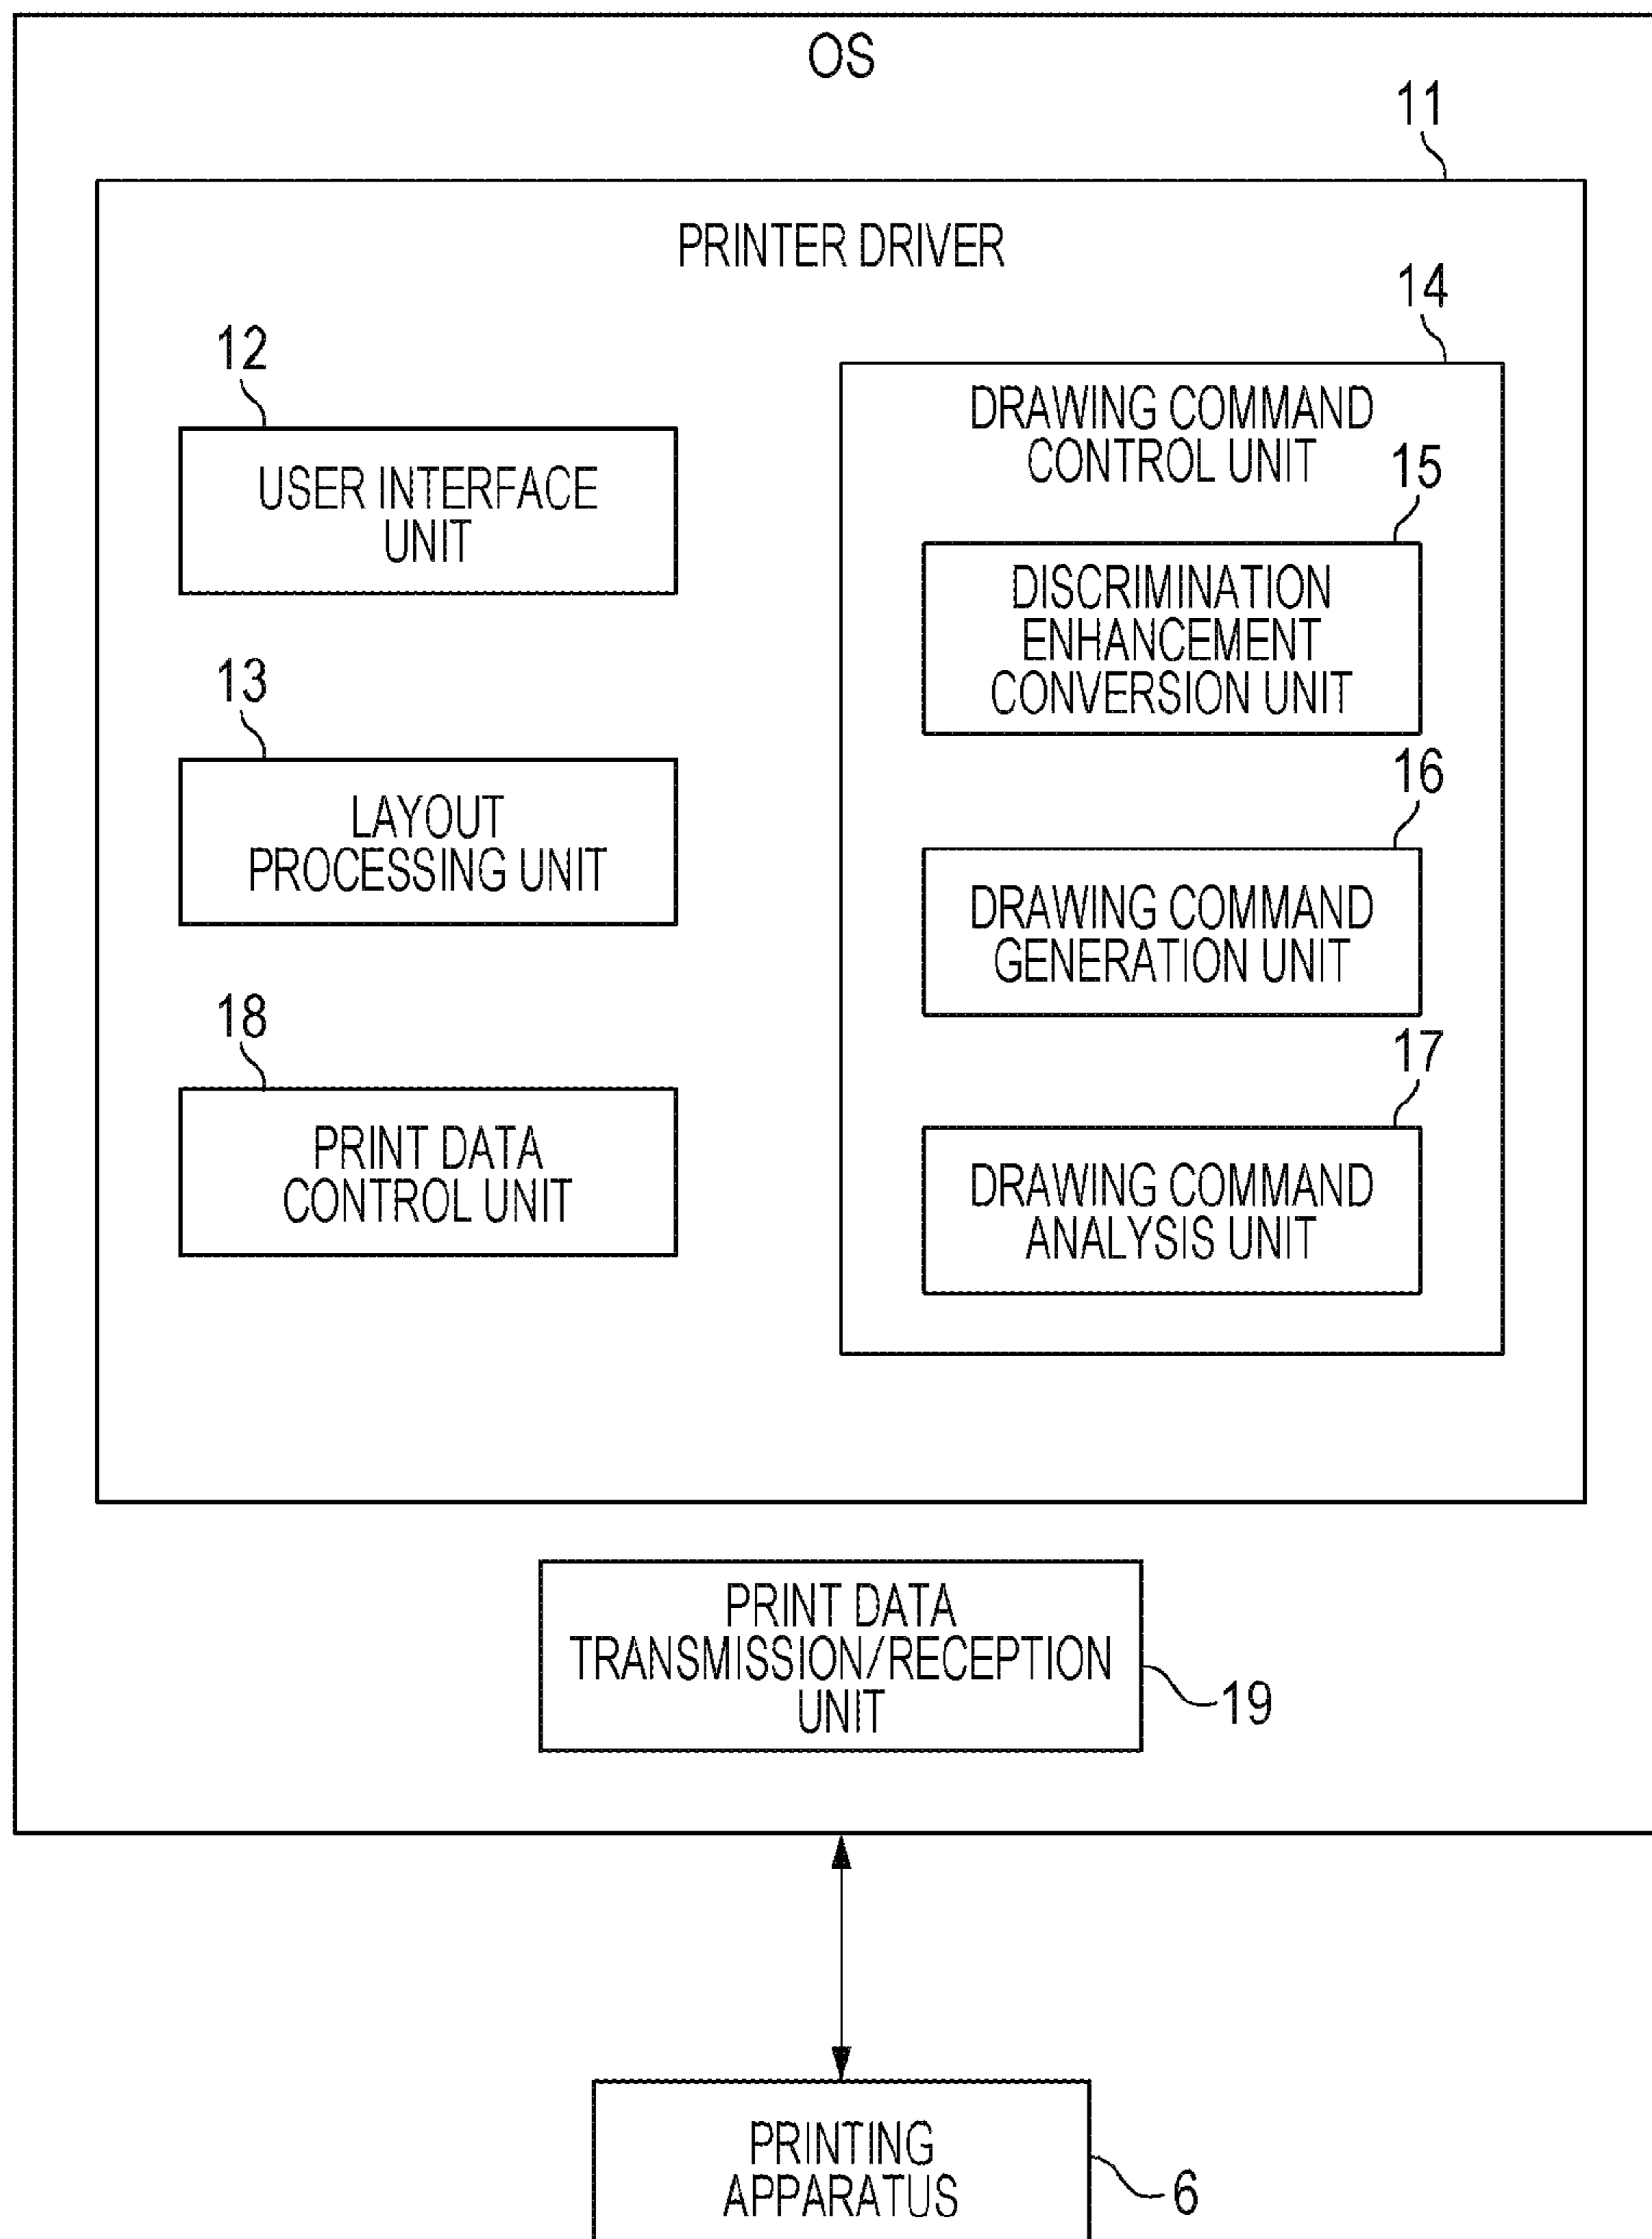 OS
11
PRINTER DRIVER
14
12
DRAWING COMMAND
CONTROL UNIT
15
USER INTERFACE
UNIT
DISCRIMINATION
ENHANCEMENT
CONVERSION UNIT
13
16
LAYOUT
PROCESSING UNIT
DRAWING COMMAND
GENERATION UNIT
18
17
PRINT DATA
CONTROL UNIT
DRAWING COMMAND
ANALYSIS UNIT
PRINT DATA
TRANSMISSION/RECEPTION
UNIT
19
PRINTING
APPARATUS
6